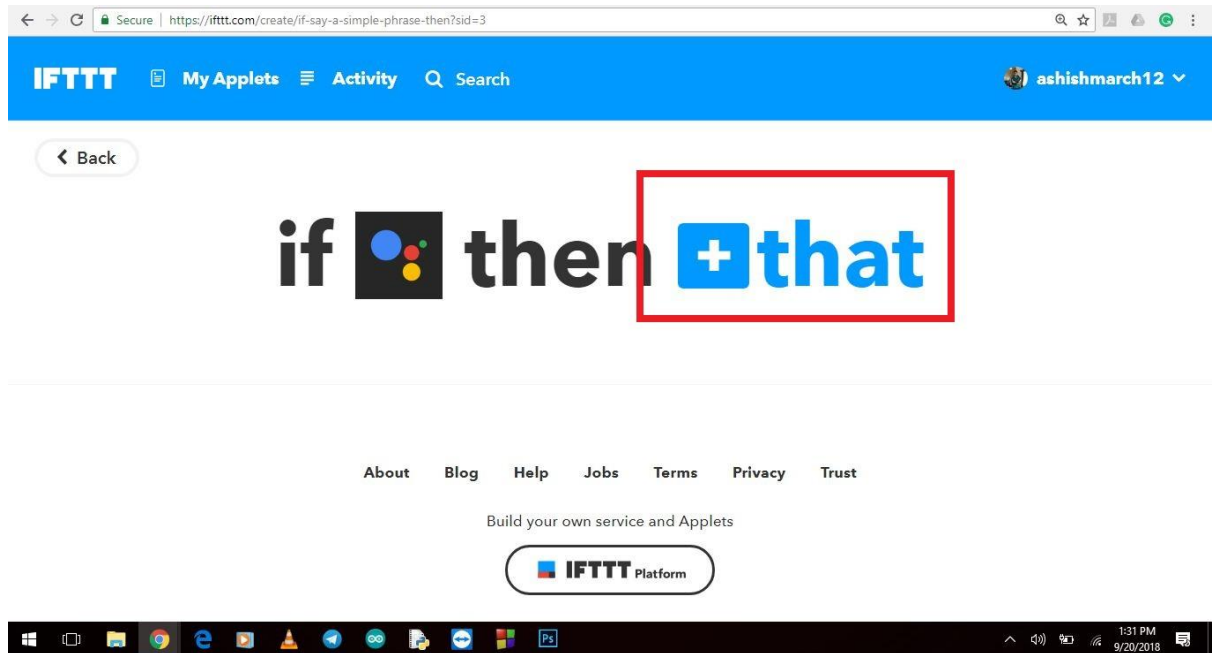 Secure | https://ifttt.com/create/if-say-a-simple-phrase-then?sid=3
IFTTT My Applets Activity Search ashishmarch12
Back
if then + that
About Blog Help Jobs Terms Privacy Trust
Build your own service and Applets
IFTTT Platform
Ps
1:31 PM
9/20/2018